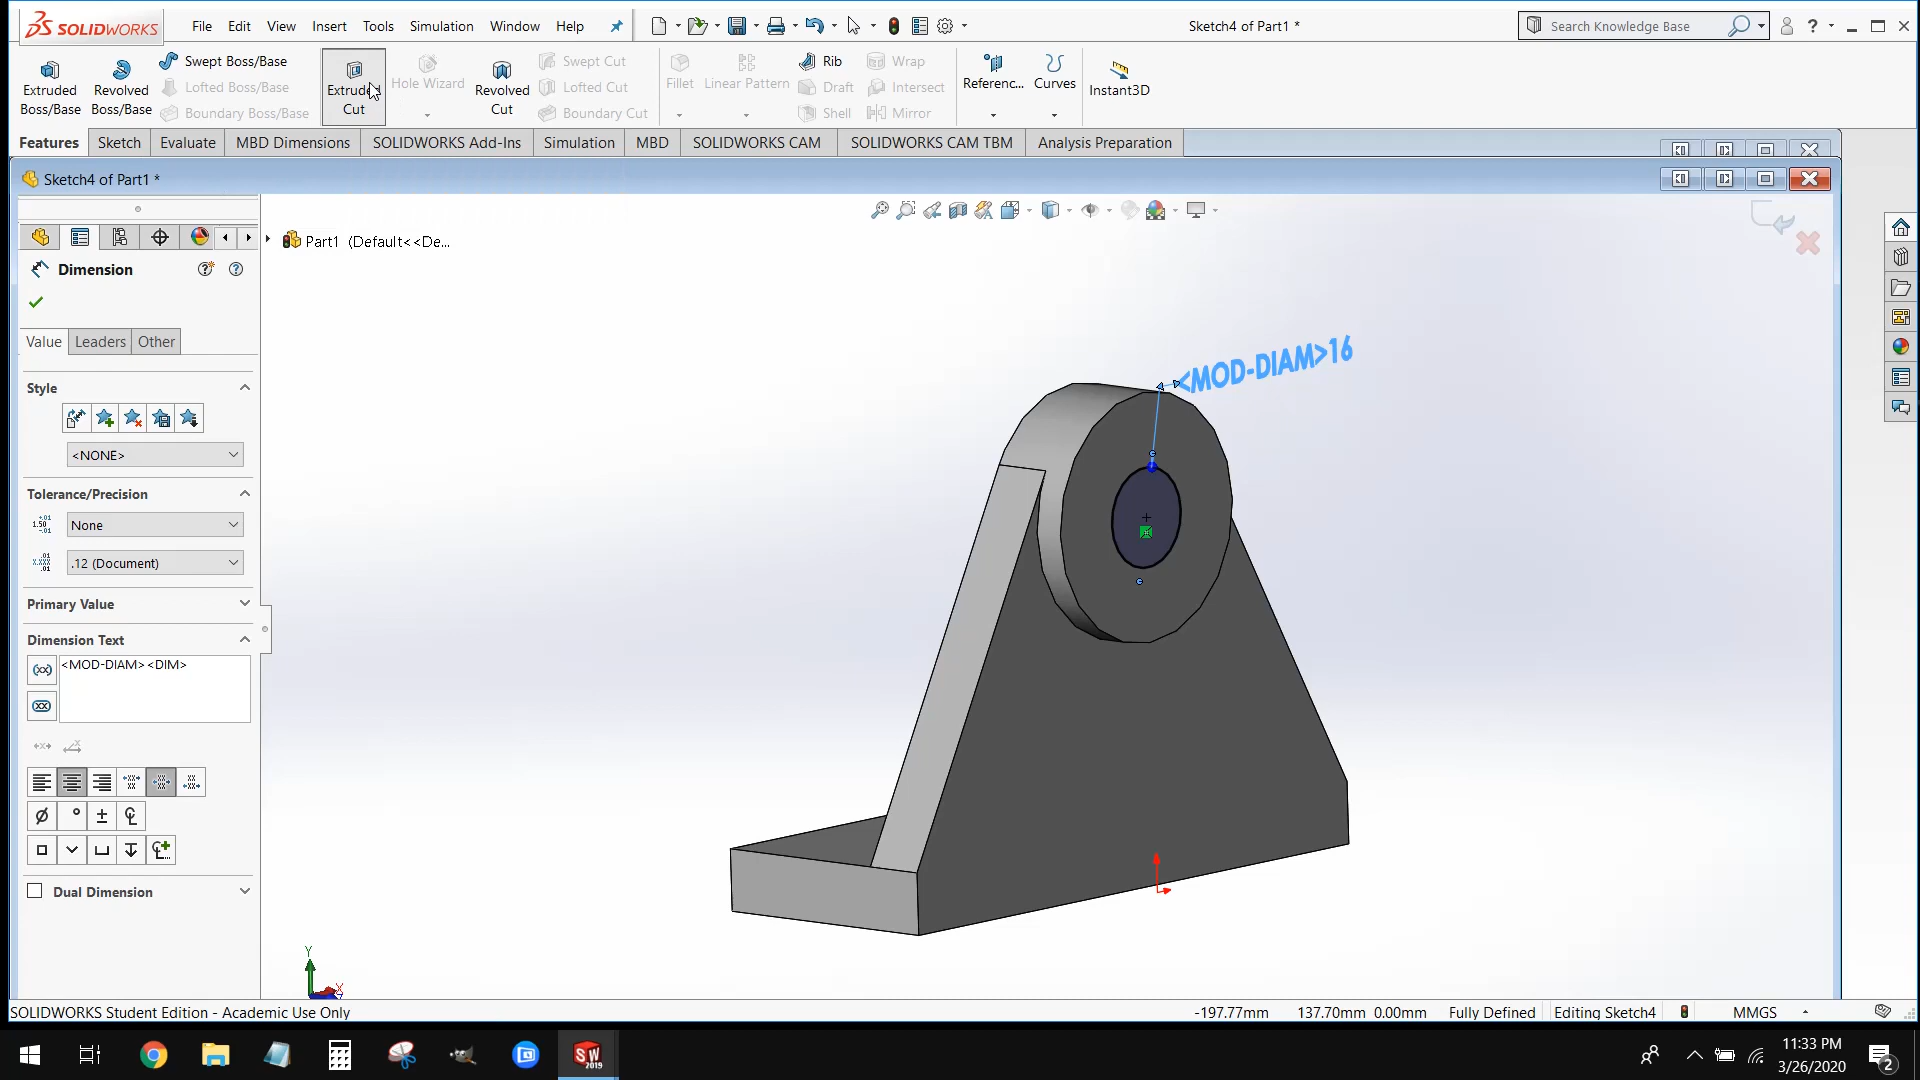 SOLIDWORKS
File Edit View Insert Tools Simulation Window Help
Sketch4 of Part1 *
Search Knowledge Base
?
Extruded Boss/Base
Revolved Boss/Base
Swept Boss/Base
Lofted Boss/Base
Boundary Boss/Base
Extruded Cut
Hole Wizard
Revolved Cut
Swept Cut
Lofted Cut
Boundary Cut
Fillet
Linear Pattern
Rib
Draft
Shell
Wrap
Intersect
Mirror
Referenc...
Curves
Instant3D
Features Sketch Evaluate MBD Dimensions SOLIDWORKS Add-Ins Simulation MBD SOLIDWORKS CAM SOLIDWORKS CAM TBM Analysis Preparation
Sketch4 of Part1 *
Part1 (Default<<De...
Dimension
Value Leaders Other
Style
<NONE>
Tolerance/Precision
None
.12 (Document)
Primary Value
Dimension Text
<MOD-DIAM><DIM>
Dual Dimension
<MOD-DIAM>16
Y
X
SOLIDWORKS Student Edition - Academic Use Only
-197.77mm 137.70mm 0.00mm Fully Defined Editing Sketch4 MMGS
SW 2019
11:33 PM
3/26/2020
2